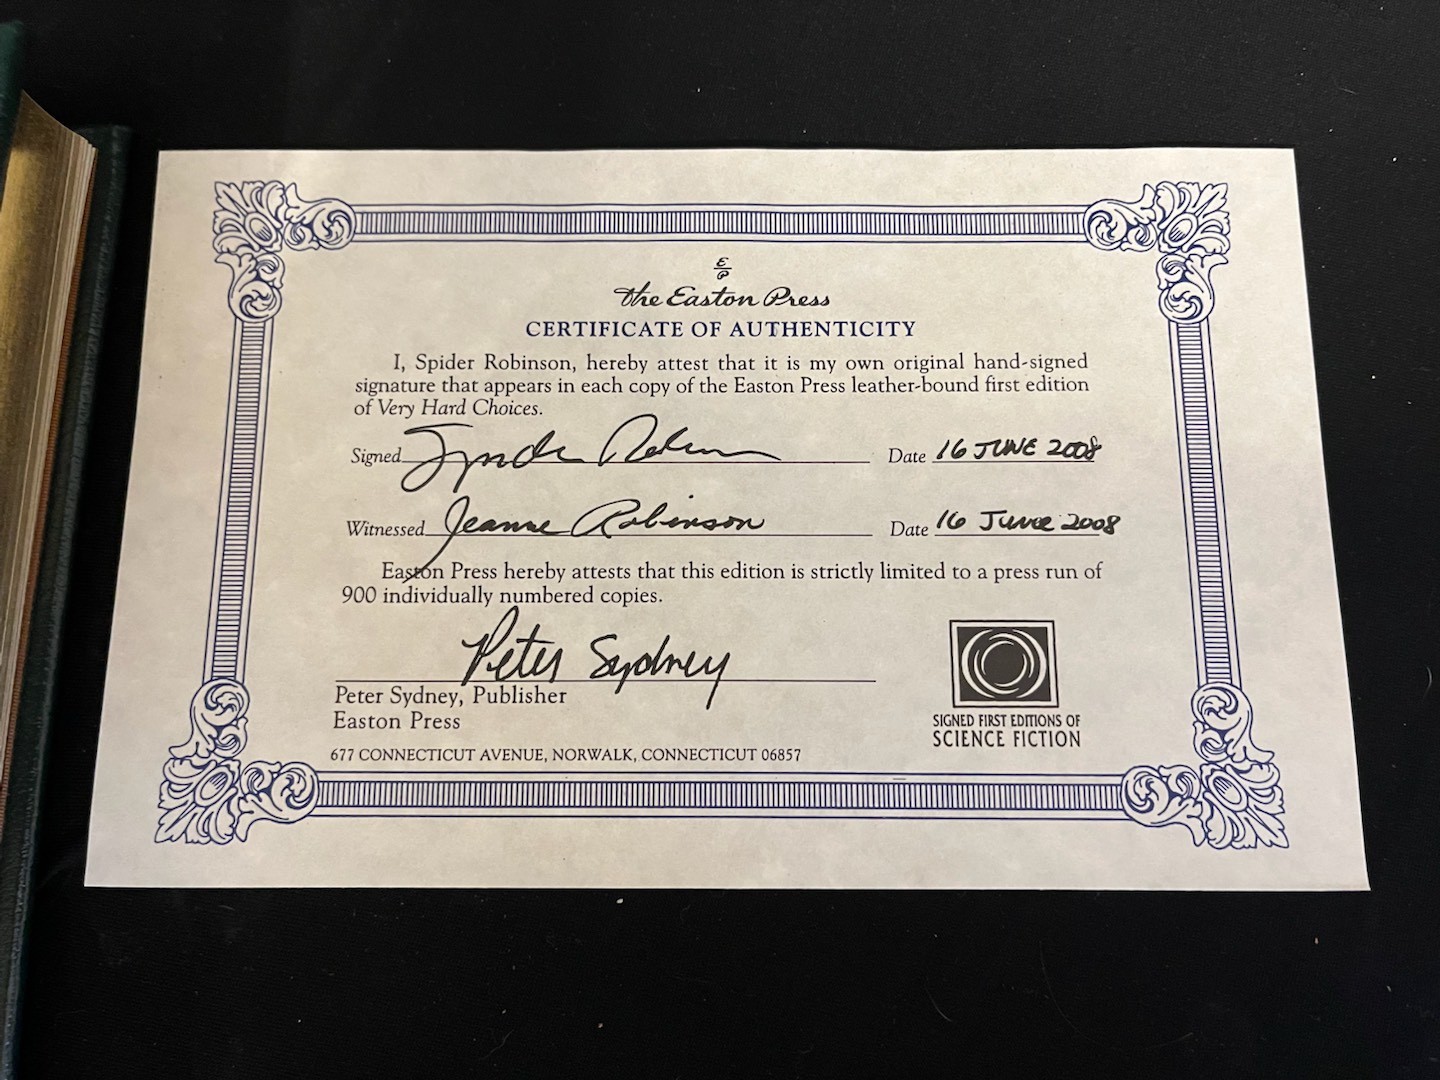 E
P
The Easton Press
CERTIFICATE OF AUTHENTICITY
I, Spider Robinson, hereby attest that it is my own original hand-signed
signature that appears in each copy of the Easton Press leather-bound first edition
of Very Hard Choices.
Signed Spider Robinson Date 16 JUNE 2008
Witnessed Jeanne Robinson Date 16 June 2008
Easton Press hereby attests that this edition is strictly limited to a press run of
900 individually numbered copies.
Peter Sydney
Peter Sydney, Publisher
Easton Press
677 CONNECTICUT AVENUE, NORWALK, CONNECTICUT 06857
SIGNED FIRST EDITIONS OF
SCIENCE FICTION